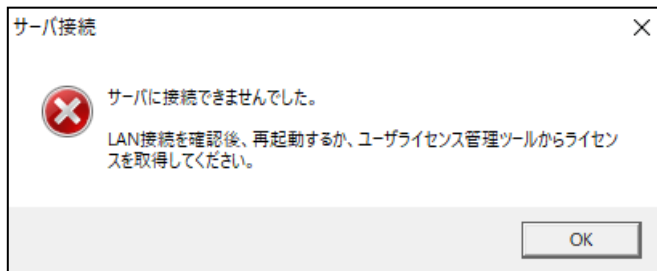 サーバ接続
サーバに接続できませんでした。
LAN接続を確認後、再起動するか、ユーザライセンス管理ツールからライセン
スを取得してください。
OK